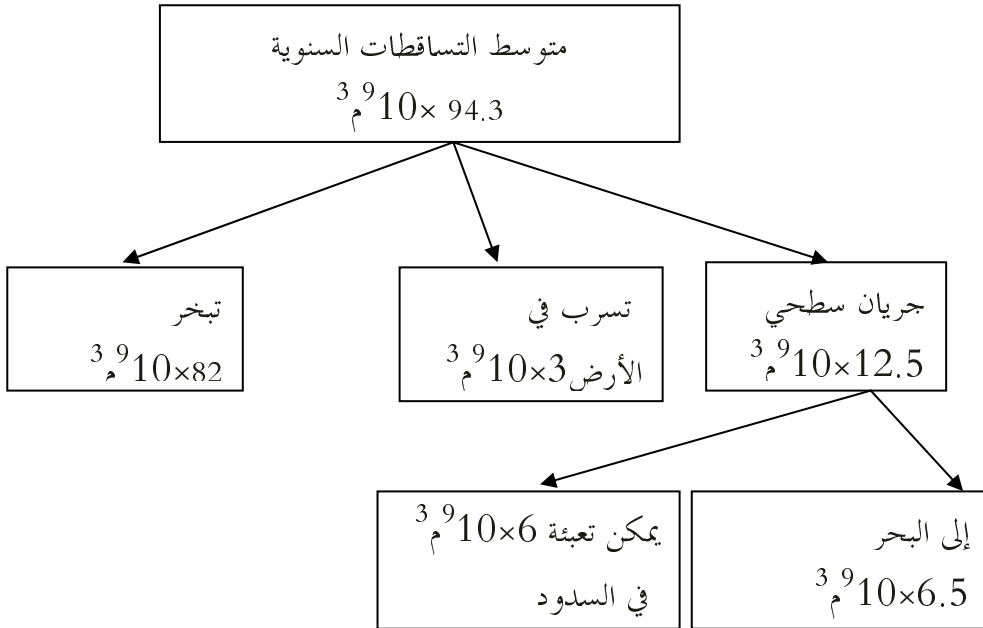 متوسط التساقطات السنوية
94.3 ×10⁹م³
جريان سطحي
12.5×10⁹م³
تسرب في
الأرض3×10⁹م³
تبخر
82×10⁹م³
إلى البحر
6.5×10⁹م³
يمكن تعبئة 6×10⁹م³
في السدود